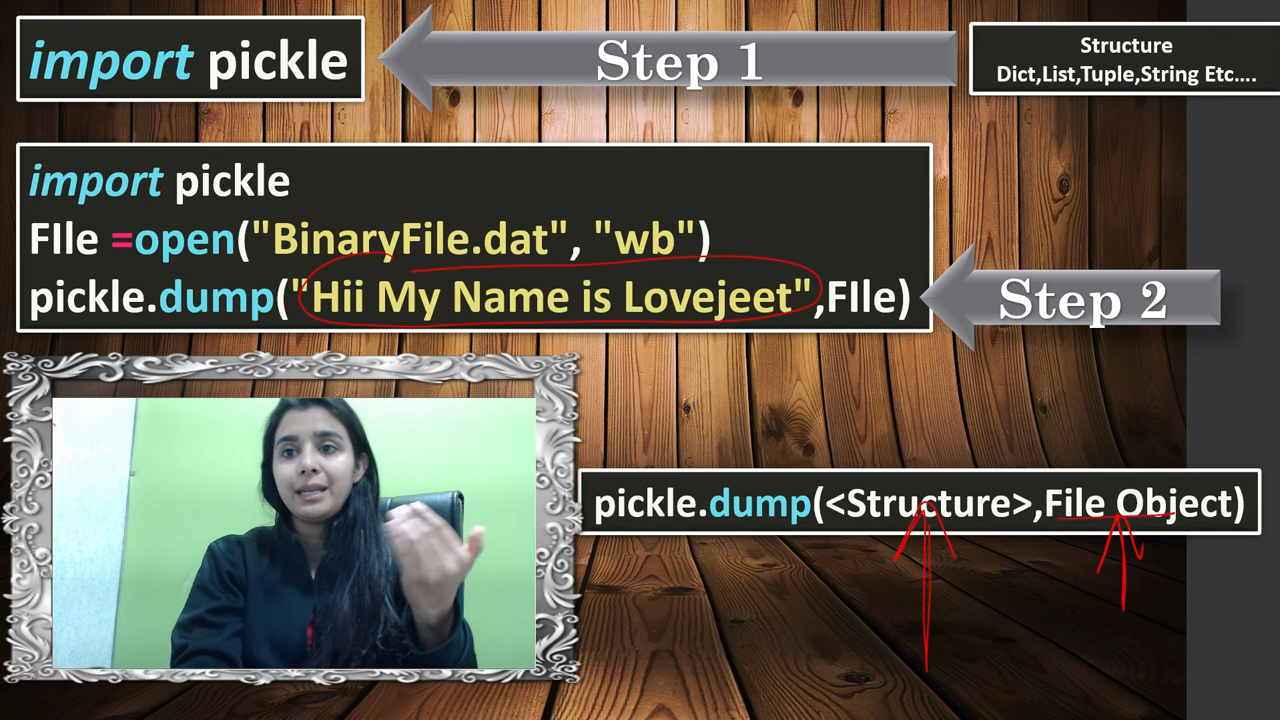 import pickle
Step 1
Structure
Dict,List,Tuple,String Etc....
import pickle
FIle =open("BinaryFile.dat", "wb")
pickle.dump("Hii My Name is Lovejeet",FIle)
Step 2
pickle.dump(<Structure>,File Object)